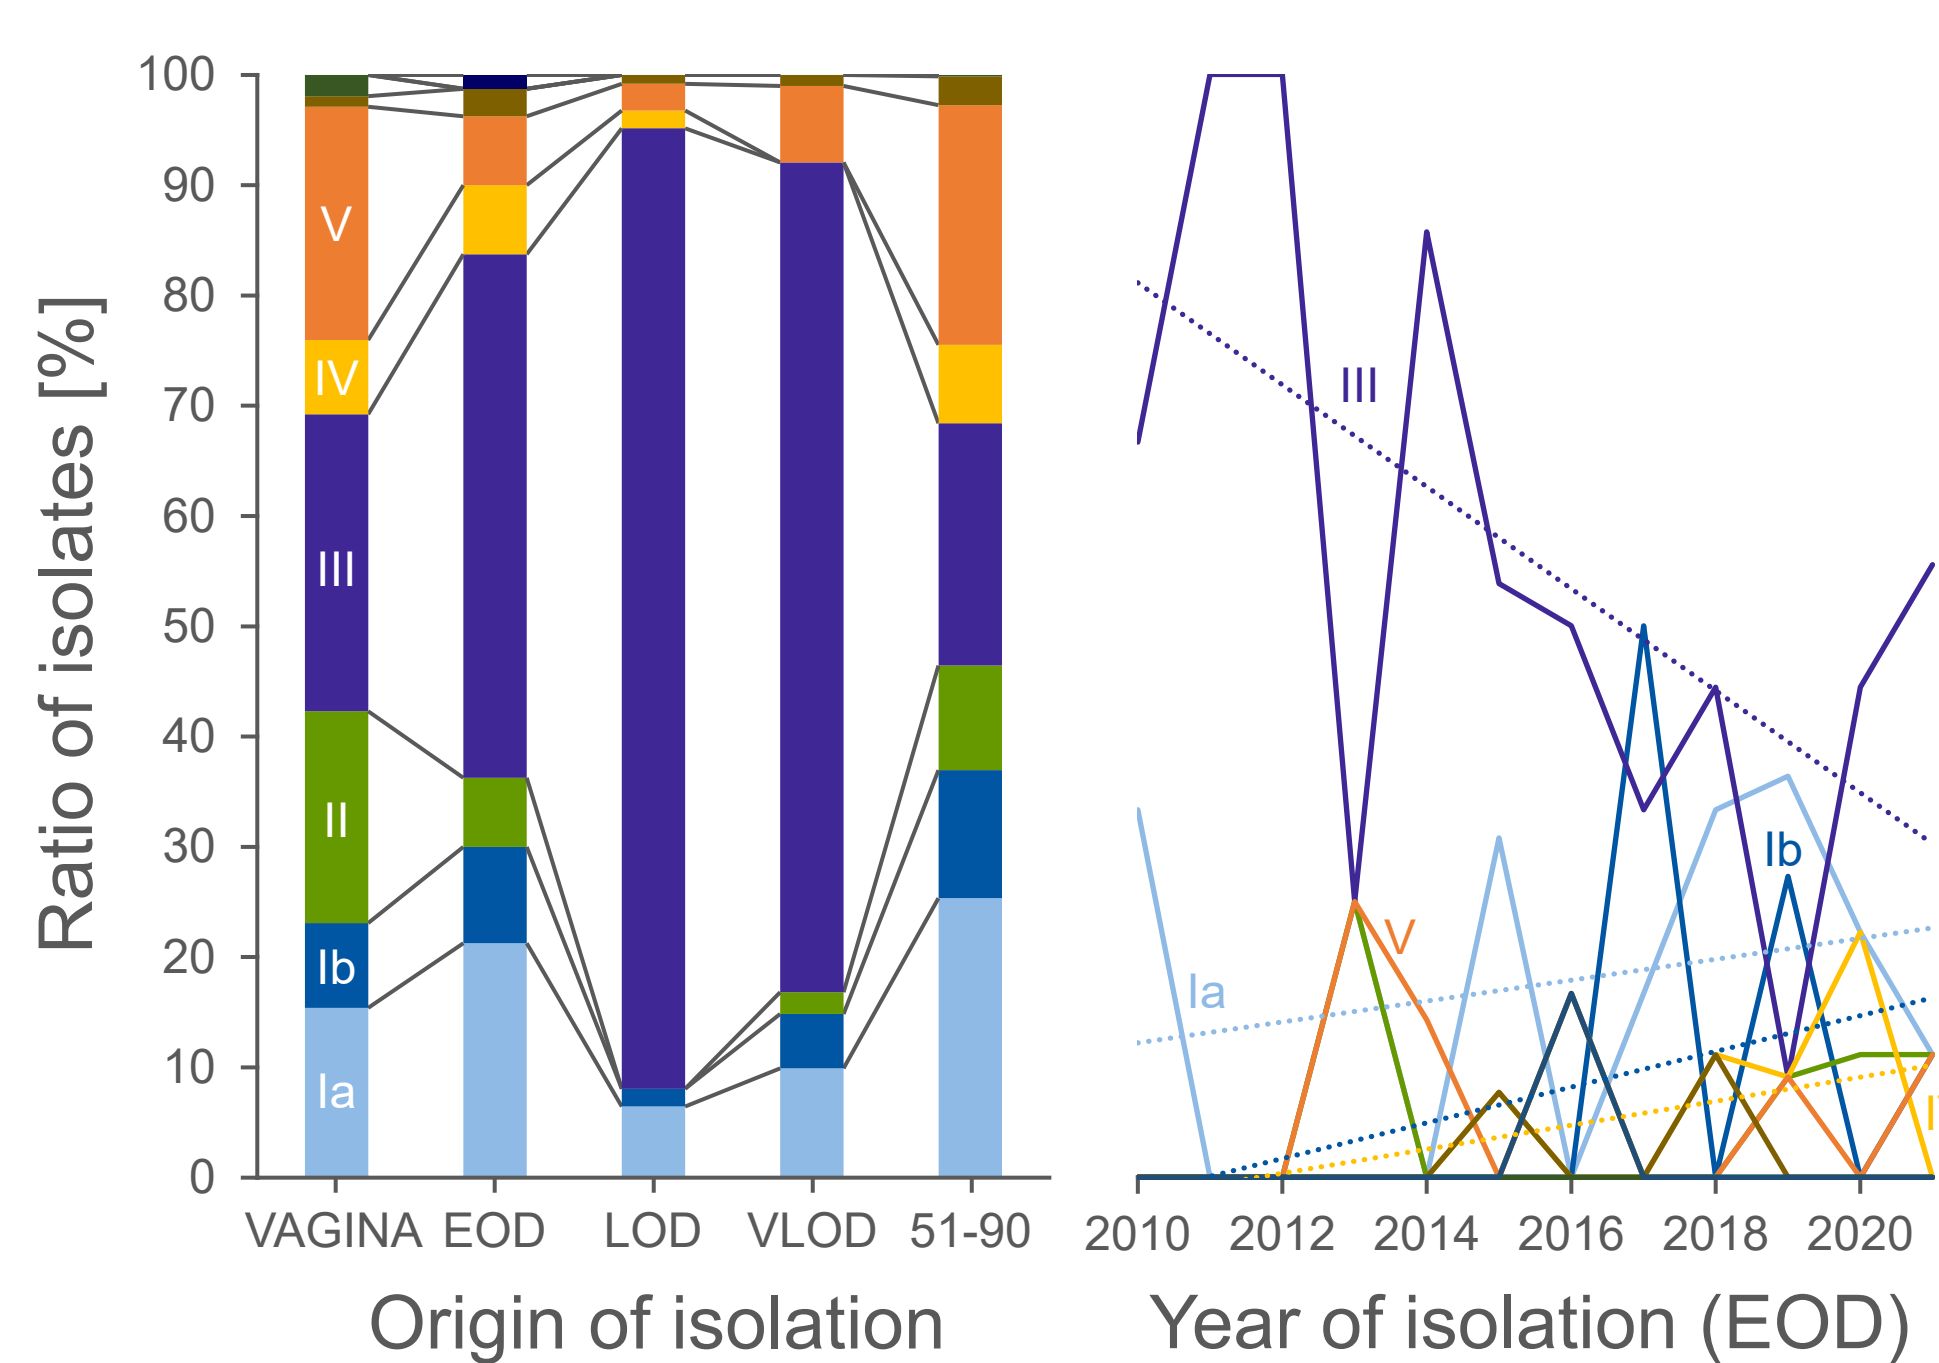 Ratio of isolates [%]
100
90
80
70
60
50
40
30
20
10
0
V
IV
III
II
Ib
Ia
VAGINA EOD LOD VLOD 51-90
Origin of isolation
III
Ib
V
Ia
2010 2012 2014 2016 2018 2020
Year of isolation (EOD)